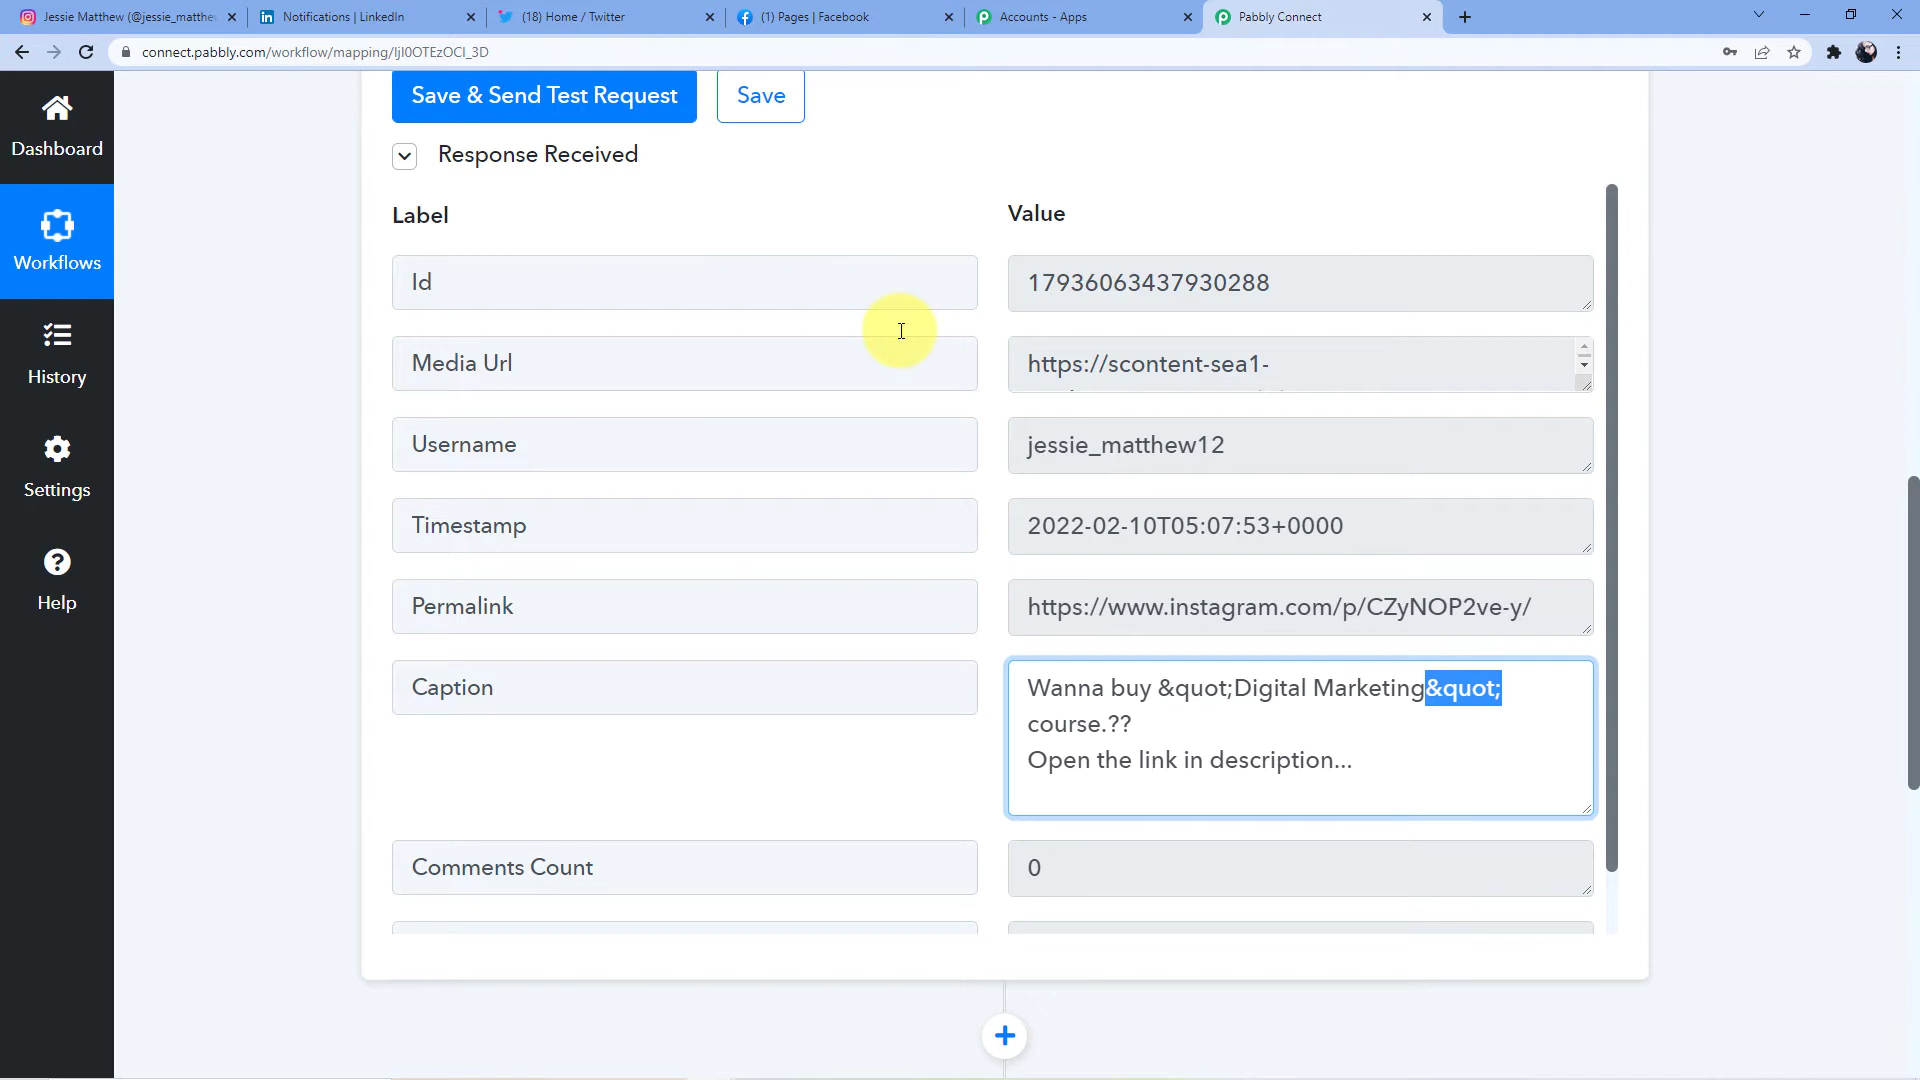 Jessie Matthew (@jessie_matthew
Notifications | LinkedIn
(18) Home / Twitter
(1) Pages | Facebook
Accounts - Apps
Pabbly Connect
connect.pabbly.com/workflow/mapping/IjI0OTEzOCI_3D
Dashboard
Workflows
History
Settings
Help
Save & Send Test Request
Save
Response Received
Label
Value
Id
17936063437930288
Media Url
https://scontent-sea1-
Username
jessie_matthew12
Timestamp
2022-02-10T05:07:53+0000
Permalink
https://www.instagram.com/p/CZyNOP2ve-y/
Caption
Wanna buy &quot;Digital Marketing&quot;
course.??
Open the link in description...
Comments Count
0